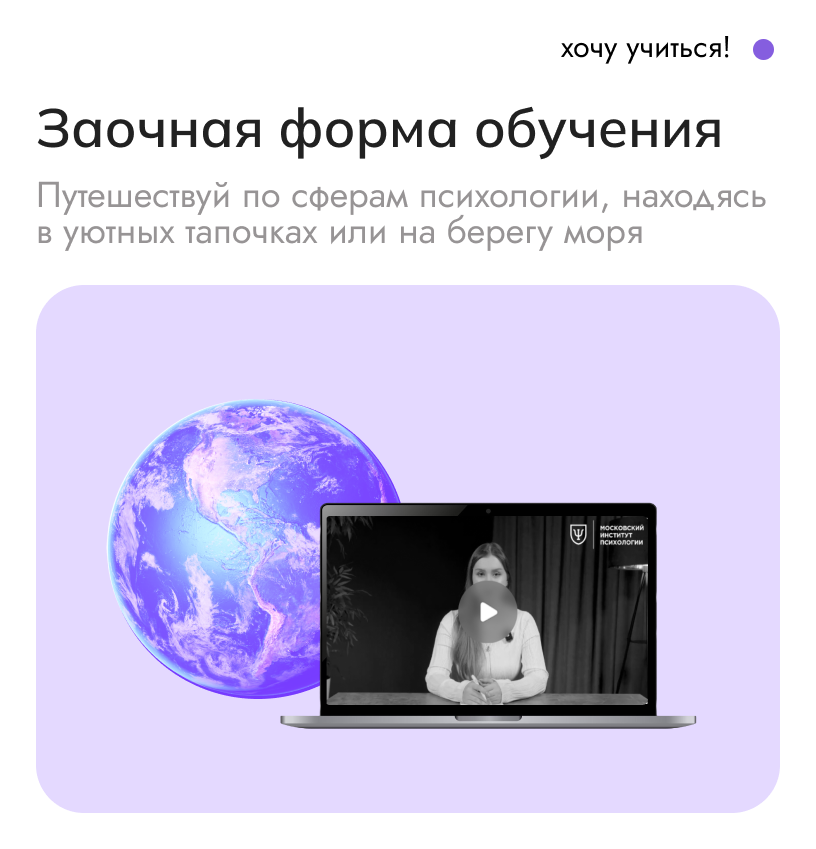 хочу учиться!
Заочная форма обучения
Путешествуй по сферам психологии, находясь
в уютных тапочках или на берегу моря
МОСКОВСКИЙ
ИНСТИТУТ
ПСИХОЛОГИИ